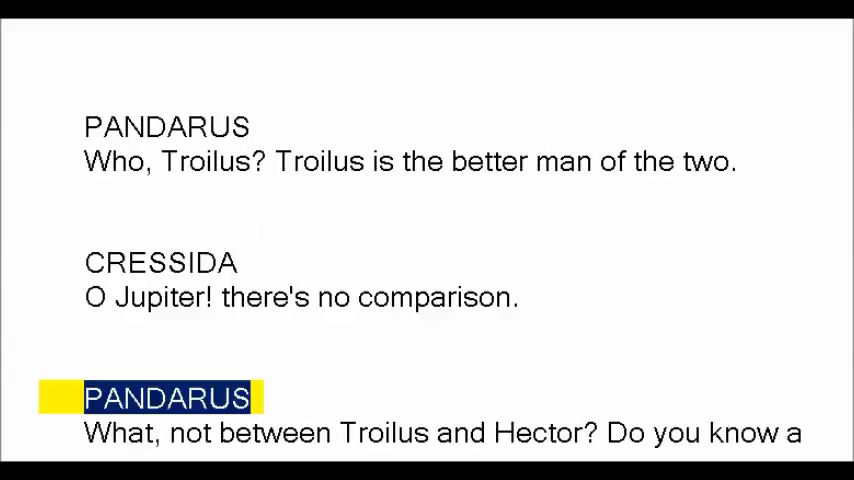 PANDARUS
Who, Troilus? Troilus is the better man of the two.
CRESSIDA
O Jupiter! there's no comparison.
PANDARUS
What, not between Troilus and Hector? Do you know a